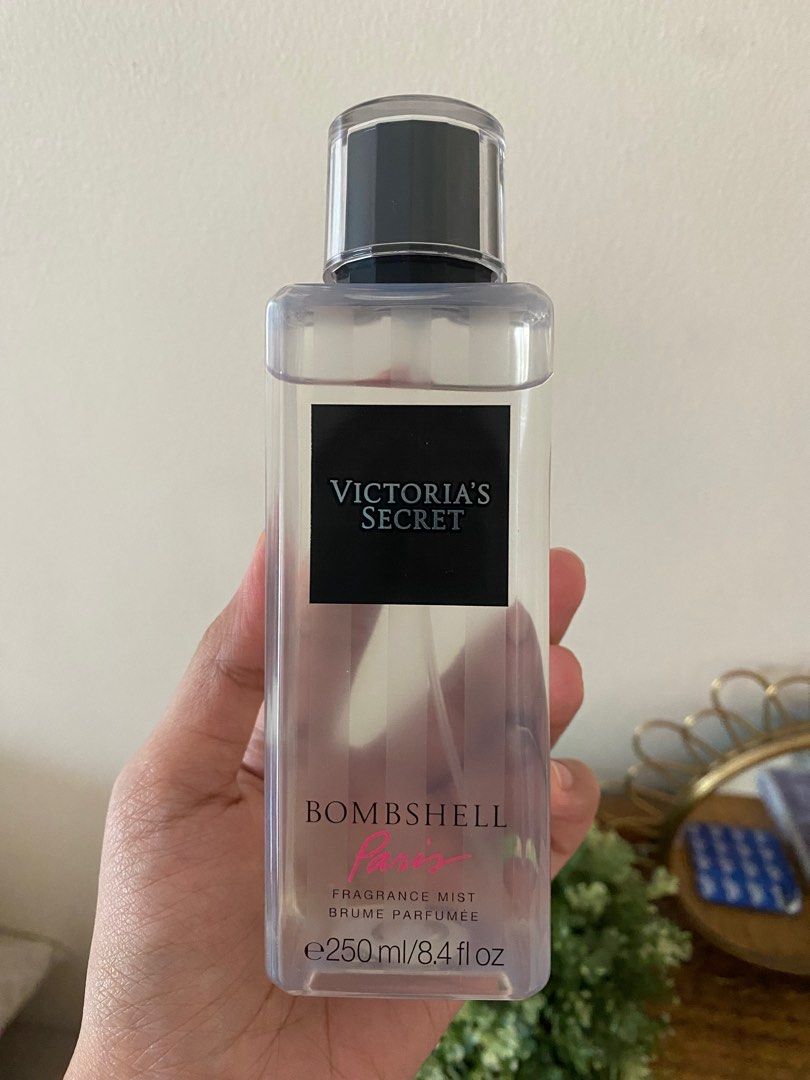 VICTORIA'S
SECRET
BOMBSHELL
Paris
FRAGRANCE MIST
BRUME PARFUMÉE
℮250 ml/8.4 fl oz